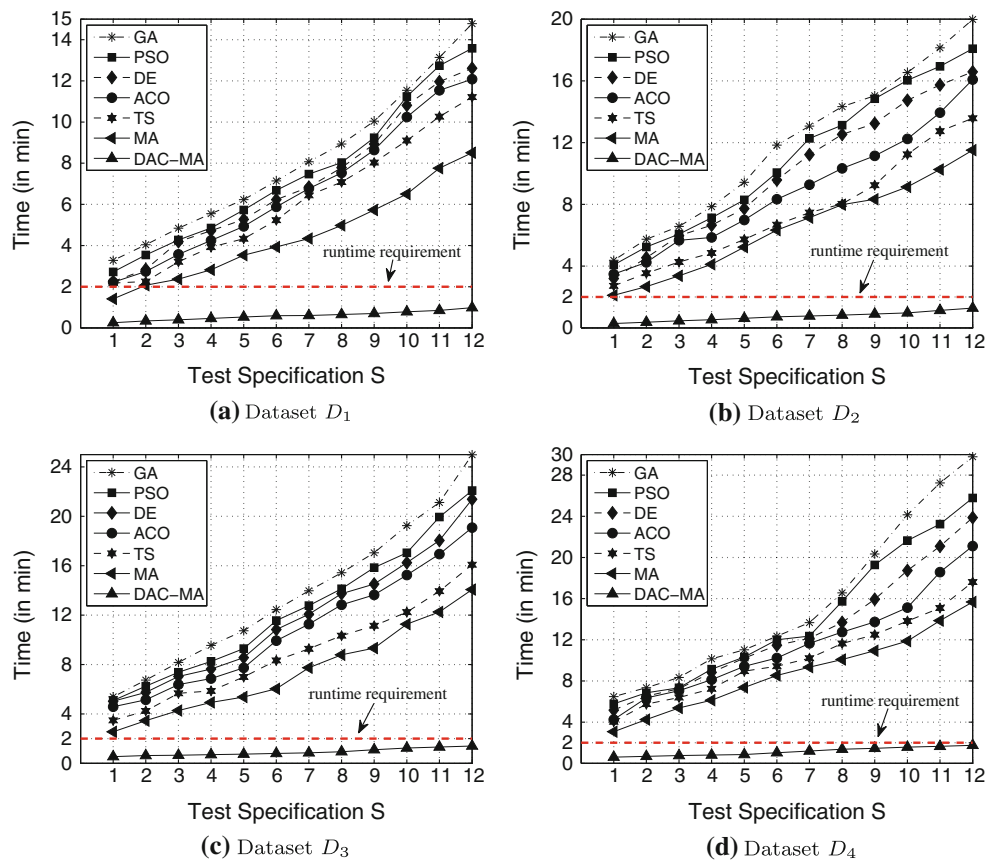 15
14
12
10
8
6
4
2
0
Time (in min)
GA
PSO
DE
ACO
TS
MA
DAC-MA
runtime requirement
1 2 3 4 5 6 7 8 9 10 11 12
Test Specification S
(a) Dataset D1
20
16
12
8
4
2
0
Time (in min)
GA
PSO
DE
ACO
TS
MA
DAC-MA
runtime requirement
1 2 3 4 5 6 7 8 9 10 11 12
Test Specification S
(b) Dataset D2
24
20
16
12
8
4
2
0
Time (in min)
GA
PSO
DE
ACO
TS
MA
DAC-MA
runtime requirement
1 2 3 4 5 6 7 8 9 10 11 12
Test Specification S
(c) Dataset D3
30
28
24
20
16
12
8
4
2
0
Time (in min)
GA
PSO
DE
ACO
TS
MA
DAC-MA
runtime requirement
1 2 3 4 5 6 7 8 9 10 11 12
Test Specification S
(d) Dataset D4